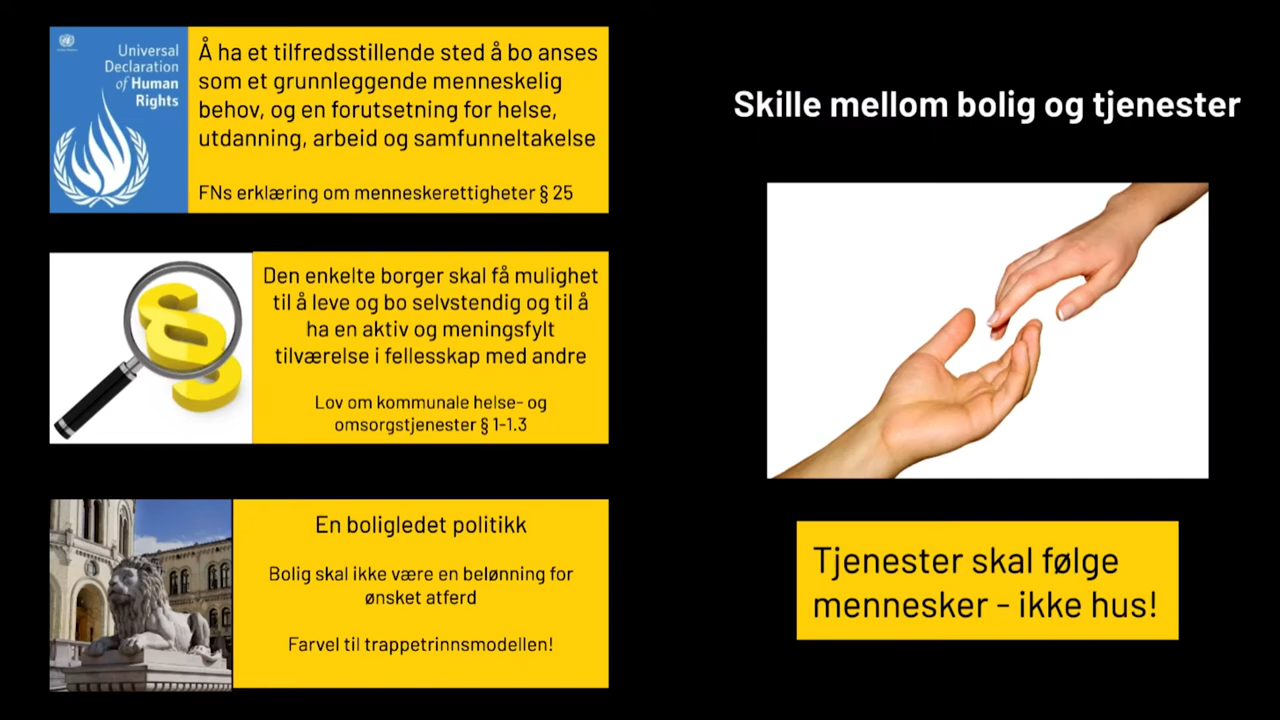 Universal
Declaration
of Human
Rights
Å ha et tilfredsstillende sted å bo anses
som et grunnleggende menneskelig
behov, og en forutsetning for helse,
utdanning, arbeid og samfunneltakelse
FNs erklæring om menneskerettigheter § 25
Den enkelte borger skal få mulighet
til å leve og bo selvstendig og til å
ha en aktiv og meningsfylt
tilværelse i fellesskap med andre
Lov om kommunale helse- og
omsorgstjenester § 1-1.3
En boligledet politikk
Bolig skal ikke være en belønning for
ønsket atferd
Farvel til trappetrinnsmodellen!
Skille mellom bolig og tjenester
Tjenester skal følge
mennesker - ikke hus!